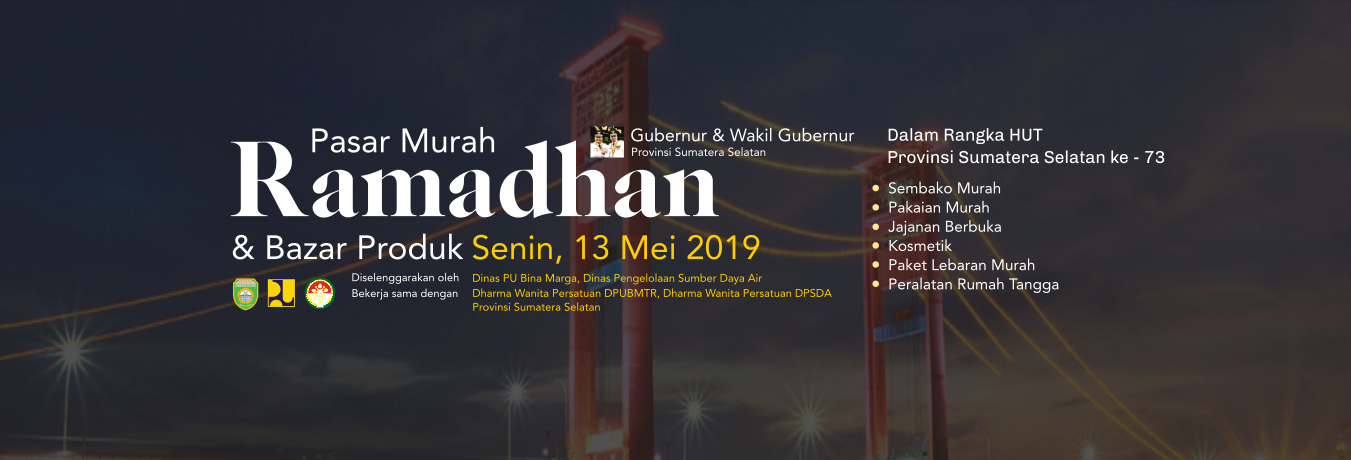 Pasar Murah
Ramadhan
& Bazar Produk Senin, 13 Mei 2019
Diselenggarakan oleh Dinas PU Bina Marga, Dinas Pengelolaan Sumber Daya Air
Bekerja sama dengan Dharma Wanita Persatuan DPUBMTR, Dharma Wanita Persatuan DPSDA
Provinsi Sumatera Selatan
Gubernur & Wakil Gubernur
Provinsi Sumatera Selatan
Dalam Rangka HUT
Provinsi Sumatera Selatan ke - 73
Sembako Murah
Pakaian Murah
Jajanan Berbuka
Kosmetik
Paket Lebaran Murah
Peralatan Rumah Tangga